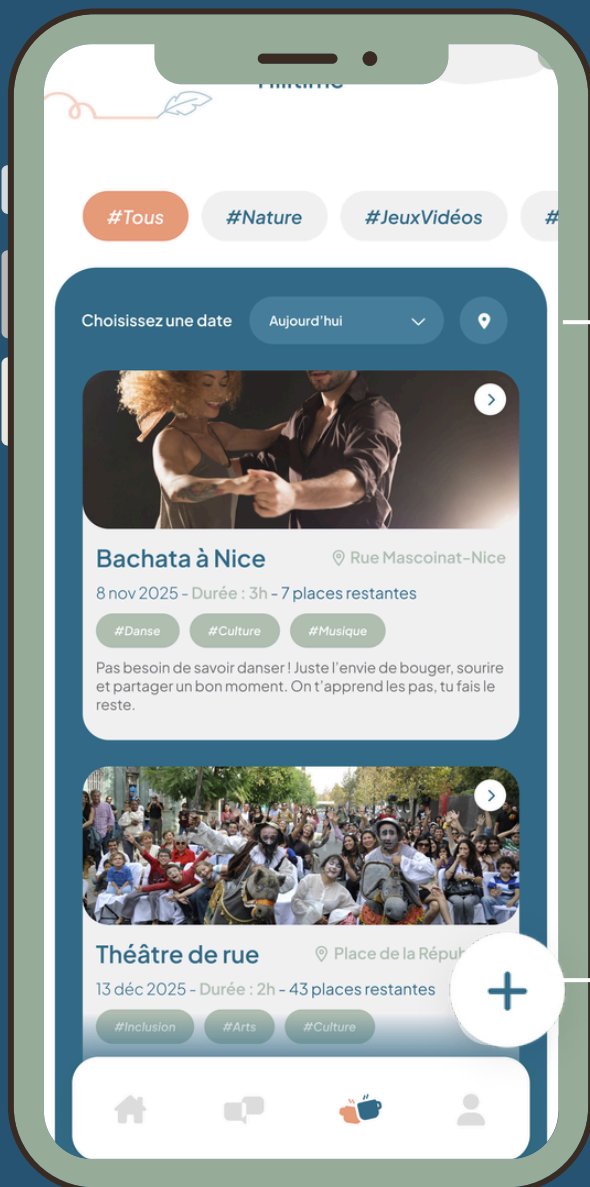 #Tous #Nature #JeuxVidéos #
Choisissez une date Aujourd'hui
Bachata à Nice Rue Mascoinat-Nice
8 nov 2025 - Durée : 3h - 7 places restantes
#Danse #Culture #Musique
Pas besoin de savoir danser ! Juste l'envie de bouger, sourire
et partager un bon moment. On t'apprend les pas, tu fais le
reste.
Théâtre de rue Place de la Répub
13 déc 2025 - Durée : 2h - 43 places restantes
#Inclusion #Arts #Culture